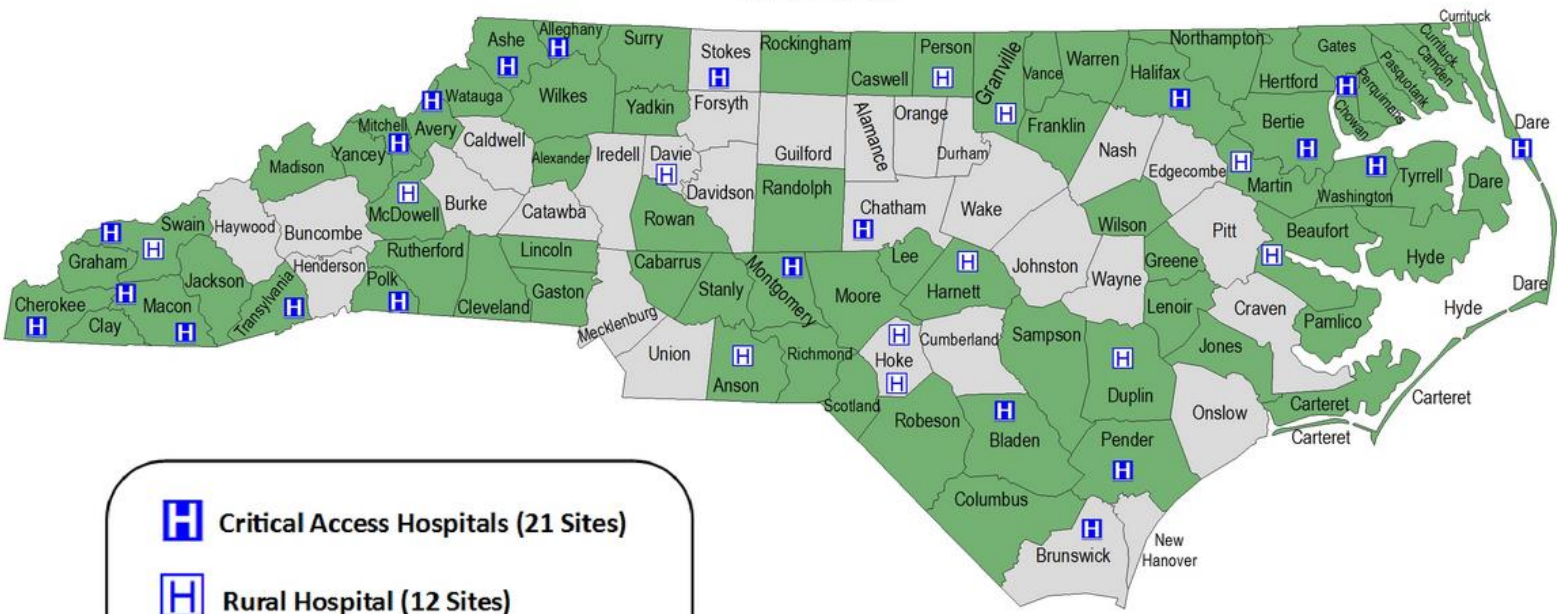 Currituck
Ashe
Alleghany
Surry
Stokes
Rockingham
Caswell
Person
Granville
Vance
Warren
Northampton
Halifax
Hertford
Gates
Currituck
Camden
Pasquotank
Perquimans
Chowan
Watauga
Wilkes
Yadkin
Forsyth
Guilford
Alamance
Orange
Durham
Franklin
Nash
Edgecombe
Bertie
Martin
Washington
Tyrrell
Dare
Dare
Mitchell
Avery
Caldwell
Alexander
Iredell
Davie
Davidson
Randolph
Chatham
Wake
Wilson
Pitt
Beaufort
Hyde
Madison
Yancey
McDowell
Burke
Catawba
Rowan
Swain
Haywood
Buncombe
Rutherford
Lincoln
Cabarrus
Stanly
Montgomery
Moore
Lee
Harnett
Johnston
Wayne
Greene
Lenoir
Craven
Pamlico
Hyde
Dare
Graham
Jackson
Henderson
Polk
Cleveland
Gaston
Cherokee
Clay
Macon
Transylvania
Mecklenburg
Union
Anson
Richmond
Hoke
Cumberland
Sampson
Duplin
Jones
Onslow
Carteret
Carteret
Carteret
Scotland
Robeson
Bladen
Pender
Columbus
Brunswick
New
Hanover
H Critical Access Hospitals (21 Sites)
H Rural Hospital (12 Sites)